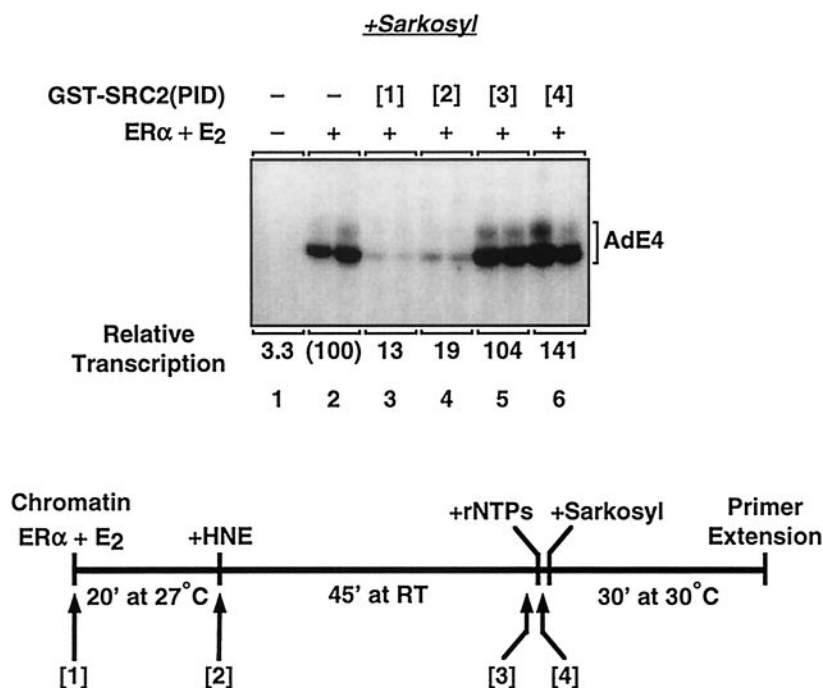 +Sarkosyl
GST-SRC2(PID) – – [1] [2] [3] [4]
ERα + E2 – + + + + +
AdE4
Relative Transcription 3.3 (100) 13 19 104 141
1 2 3 4 5 6
Chromatin
ERα + E2 +HNE +rNTPs +Sarkosyl Primer Extension
20' at 27°C 45' at RT 30' at 30°C
[1] [2] [3] [4]